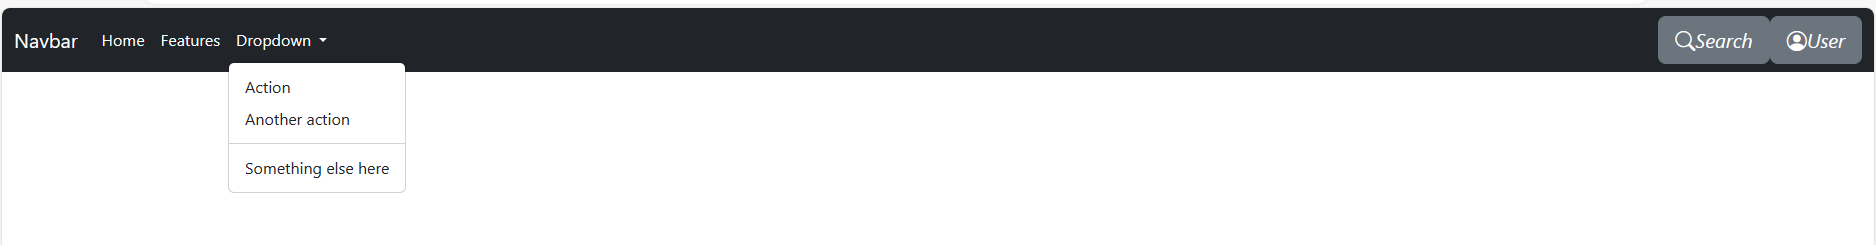 Navbar Home Features Dropdown Search User
Action
Another action
Something else here